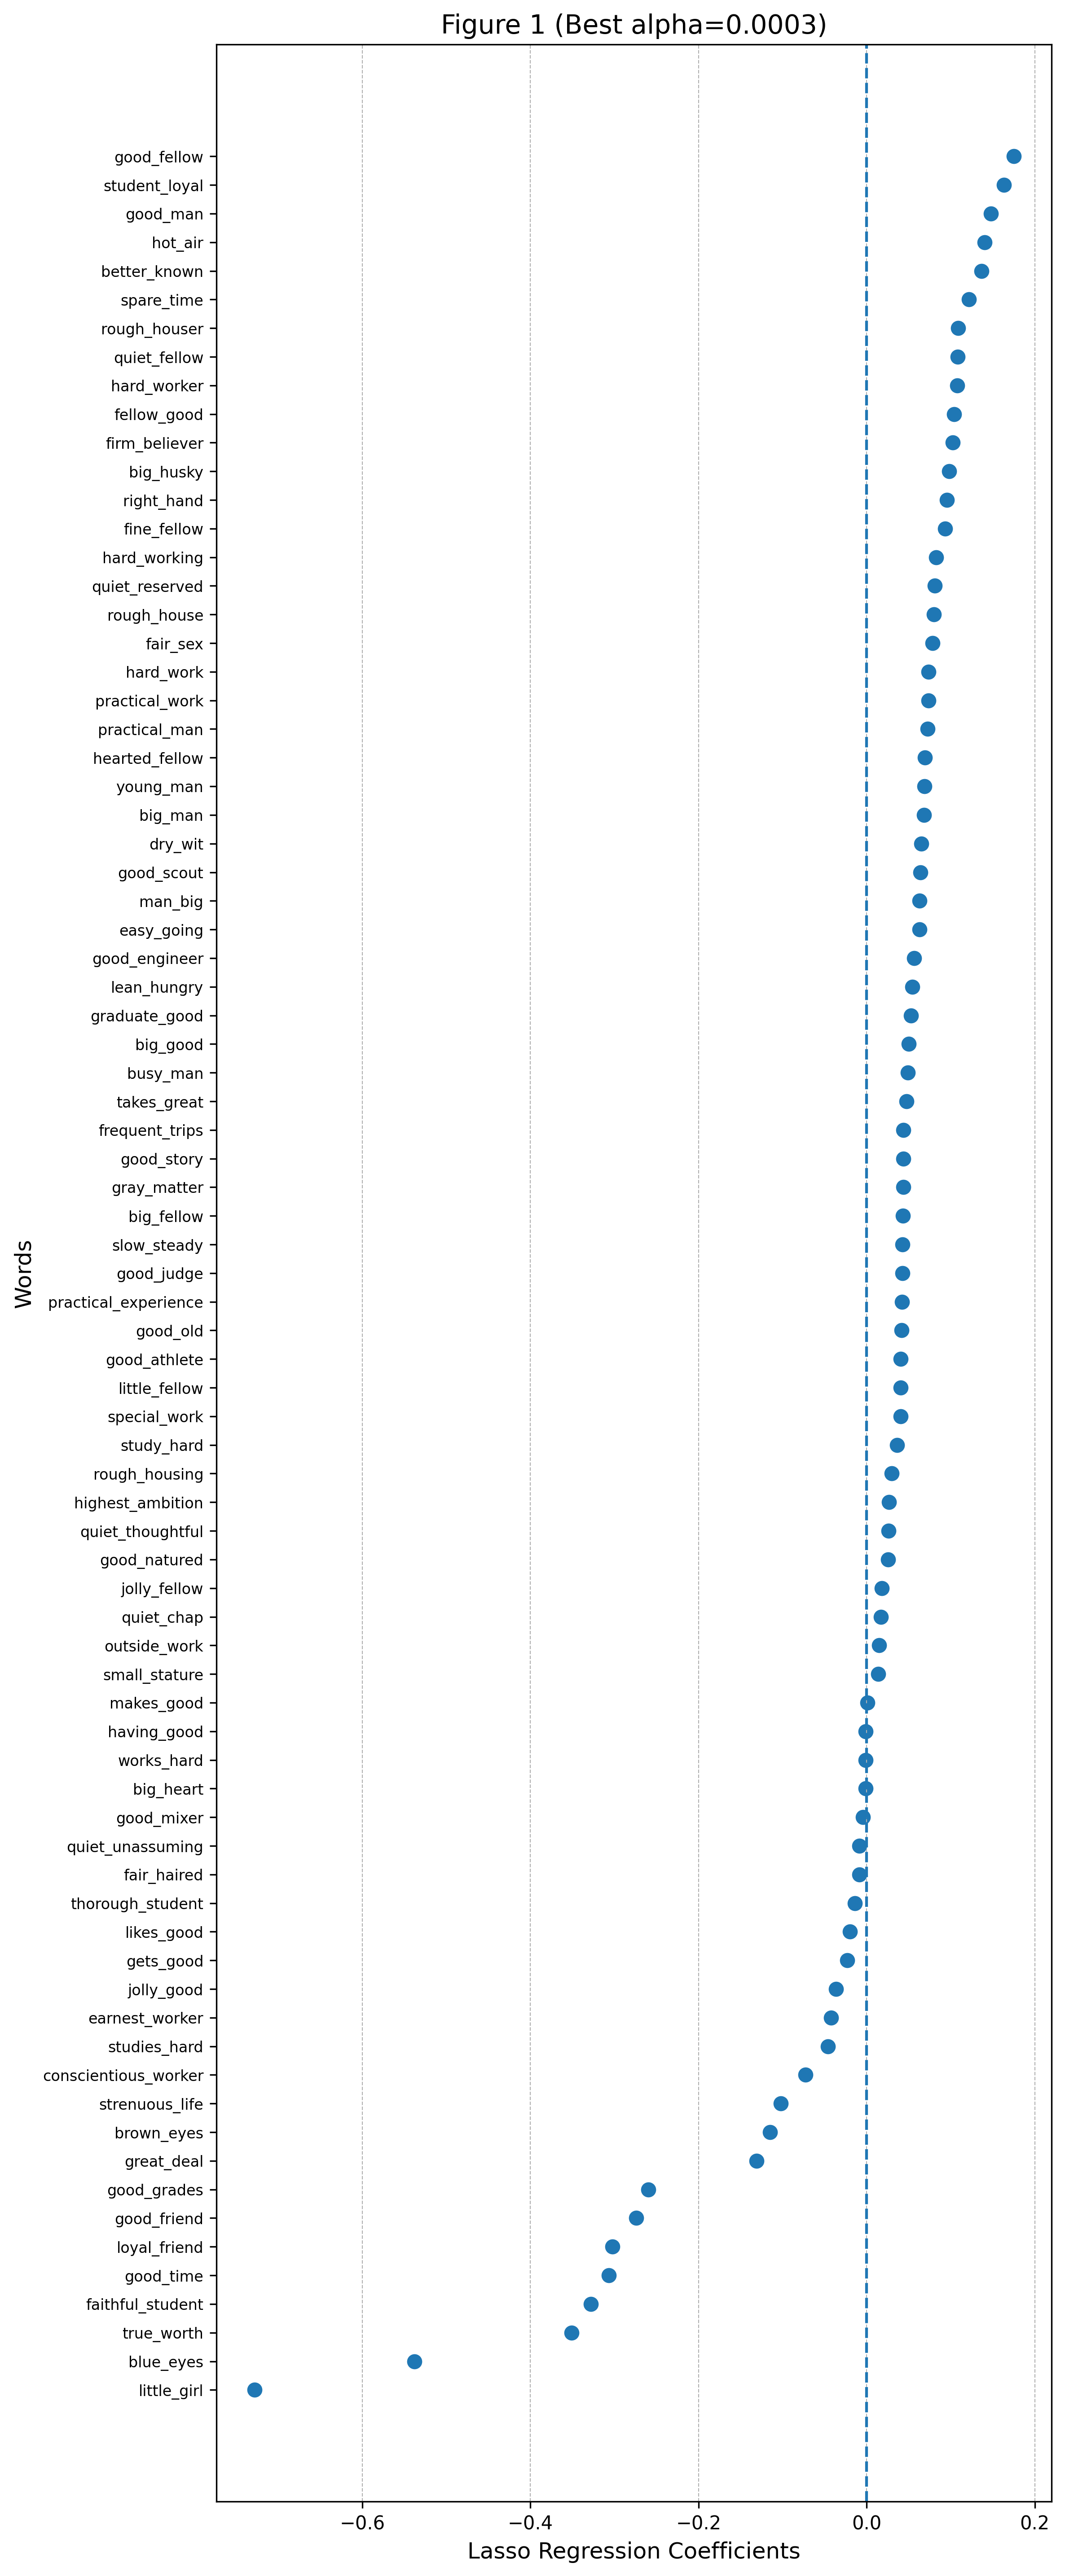 Figure 1 (Best alpha=0.0003)
good_fellow
student_loyal
good_man
hot_air
better_known
spare_time
rough_houser
quiet_fellow
hard_worker
fellow_good
firm_believer
big_husky
right_hand
fine_fellow
hard_working
quiet_reserved
rough_house
fair_sex
hard_work
practical_work
practical_man
hearted_fellow
young_man
big_man
dry_wit
good_scout
man_big
easy_going
good_engineer
lean_hungry
graduate_good
big_good
busy_man
takes_great
frequent_trips
good_story
gray_matter
big_fellow
slow_steady
good_judge
practical_experience
good_old
good_athlete
little_fellow
special_work
study_hard
rough_housing
highest_ambition
quiet_thoughtful
good_natured
jolly_fellow
quiet_chap
outside_work
small_stature
makes_good
having_good
works_hard
big_heart
good_mixer
quiet_unassuming
fair_haired
thorough_student
likes_good
gets_good
jolly_good
earnest_worker
studies_hard
conscientious_worker
strenuous_life
brown_eyes
great_deal
good_grades
good_friend
loyal_friend
good_time
faithful_student
true_worth
blue_eyes
little_girl
Words
−0.6 −0.4 −0.2 0.0 0.2
Lasso Regression Coefficients